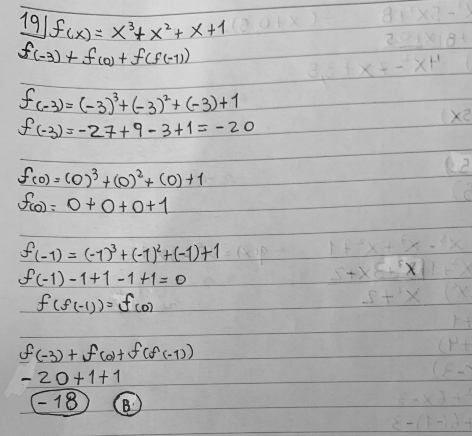 19) f(x) = x³ + x² + x + 1
f(-3) + f(0) + f(f(-1))
f(-3) = (-3)³ + (-3)² + (-3) + 1
f(-3) = -27 + 9 - 3 + 1 = -20
f(0) = (0)³ + (0)² + (0) + 1
f(0) = 0 + 0 + 0 + 1
f(-1) = (-1)³ + (-1)² + (-1) + 1
f(-1) - 1 + 1 - 1 + 1 = 0
f(f(-1)) = f(0)
f(-3) + f(0) + f(f(-1))
-20 + 1 + 1
-18 B